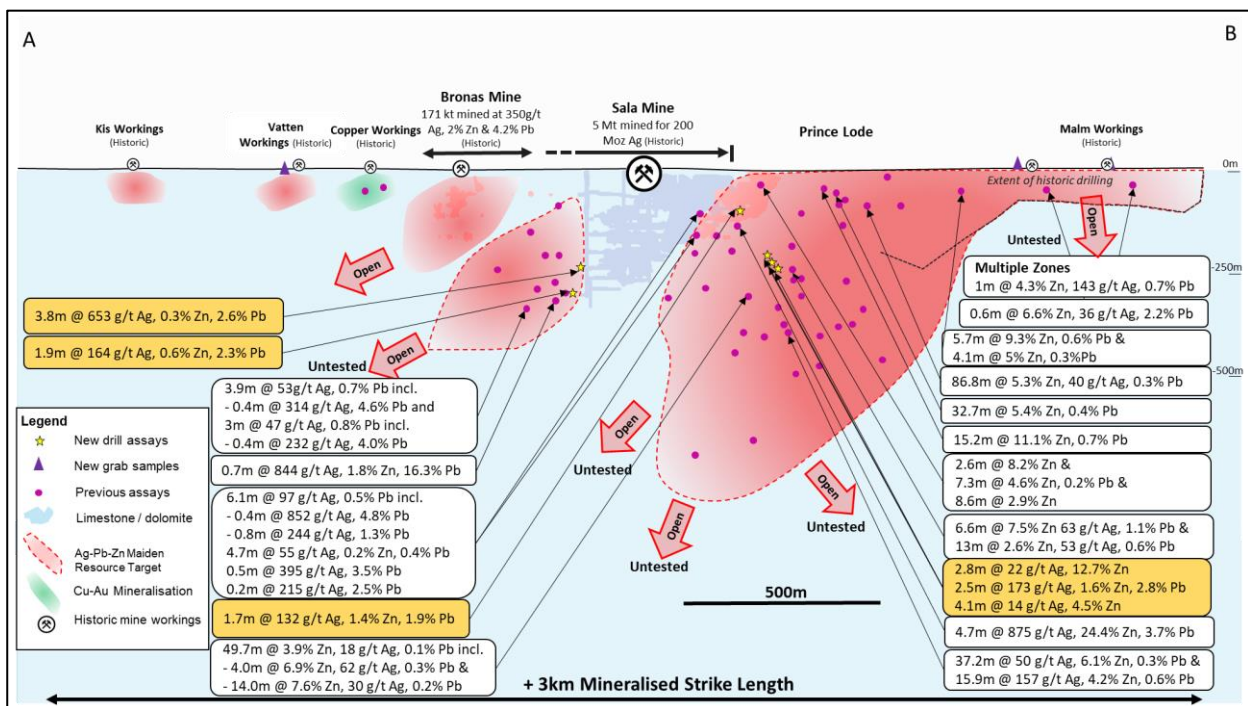 A
B
Bronas Mine
171 kt mined at 350g/t
Ag, 2% Zn & 4.2% Pb
(Historic)
Sala Mine
5 Mt mined for 200
Moz Ag (Historic)
Kis Workings
(Historic)
Vatten
Workings (Historic)
Copper Workings
(Historic)
Prince Lode
Malm Workings
(Historic)
0m
Extent of historic drilling
Open
Untested
-250m
-500m
Open
3.8m @ 653 g/t Ag, 0.3% Zn, 2.6% Pb
1.9m @ 164 g/t Ag, 0.6% Zn, 2.3% Pb
Untested
Open
3.9m @ 53g/t Ag, 0.7% Pb incl.
- 0.4m @ 314 g/t Ag, 4.6% Pb and
3m @ 47 g/t Ag, 0.8% Pb incl.
- 0.4m @ 232 g/t Ag, 4.0% Pb
0.7m @ 844 g/t Ag, 1.8% Zn, 16.3% Pb
6.1m @ 97 g/t Ag, 0.5% Pb incl.
- 0.4m @ 852 g/t Ag, 4.8% Pb
- 0.8m @ 244 g/t Ag, 1.3% Pb
4.7m @ 55 g/t Ag, 0.2% Zn, 0.4% Pb
0.5m @ 395 g/t Ag, 3.5% Pb
0.2m @ 215 g/t Ag, 2.5% Pb
1.7m @ 132 g/t Ag, 1.4% Zn, 1.9% Pb
49.7m @ 3.9% Zn, 18 g/t Ag, 0.1% Pb incl.
- 4.0m @ 6.9% Zn, 62 g/t Ag, 0.3% Pb &
- 14.0m @ 7.6% Zn, 30 g/t Ag, 0.2% Pb
Open
Untested
Open
Untested
Open
Untested
500m
Multiple Zones
1m @ 4.3% Zn, 143 g/t Ag, 0.7% Pb
0.6m @ 6.6% Zn, 36 g/t Ag, 2.2% Pb
5.7m @ 9.3% Zn, 0.6% Pb &
4.1m @ 5% Zn, 0.3%Pb
86.8m @ 5.3% Zn, 40 g/t Ag, 0.3% Pb
32.7m @ 5.4% Zn, 0.4% Pb
15.2m @ 11.1% Zn, 0.7% Pb
2.6m @ 8.2% Zn &
7.3m @ 4.6% Zn, 0.2% Pb &
8.6m @ 2.9% Zn
6.6m @ 7.5% Zn 63 g/t Ag, 1.1% Pb &
13m @ 2.6% Zn, 53 g/t Ag, 0.6% Pb
2.8m @ 22 g/t Ag, 12.7% Zn
2.5m @ 173 g/t Ag, 1.6% Zn, 2.8% Pb
4.1m @ 14 g/t Ag, 4.5% Zn
4.7m @ 875 g/t Ag, 24.4% Zn, 3.7% Pb
37.2m @ 50 g/t Ag, 6.1% Zn, 0.3% Pb &
15.9m @ 157 g/t Ag, 4.2% Zn, 0.6% Pb
Legend
New drill assays
New grab samples
Previous assays
Limestone / dolomite
Ag-Pb-Zn Maiden
Resource Target
Cu-Au Mineralisation
Historic mine workings
+ 3km Mineralised Strike Length